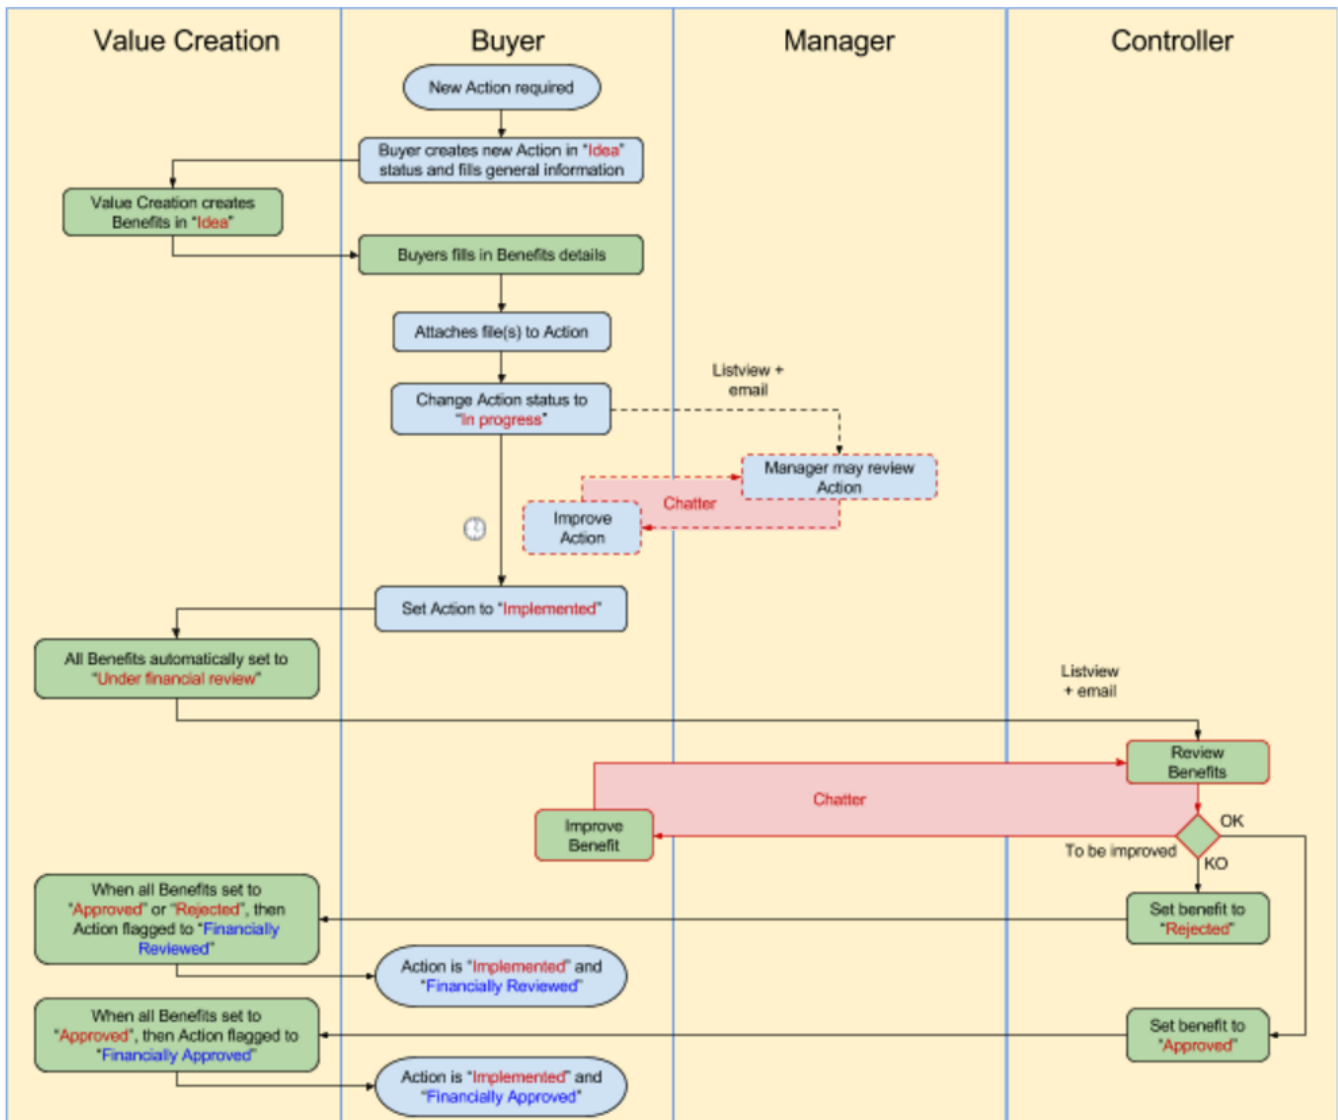 Value Creation
Buyer
Manager
Controller
New Action required
Buyer creates new Action in "Idea"
status and fills general information
Value Creation creates
Benefits in "Idea"
Buyers fills in Benefits details
Attaches file(s) to Action
Listview +
email
Change Action status to
"In progress"
Manager may review
Action
Chatter
Improve
Action
Set Action to "Implemented"
All Benefits automatically set to
"Under financial review"
Listview
+ email
Review
Benefits
Chatter
Improve
Benefit
OK
To be improved
KO
When all Benefits set to
"Approved" or "Rejected", then
Action flagged to "Financially
Reviewed"
Set benefit to
"Rejected"
Action is "Implemented" and
"Financially Reviewed"
When all Benefits set to
"Approved", then Action flagged to
"Financially Approved"
Set benefit to
"Approved"
Action is "Implemented" and
"Financially Approved"